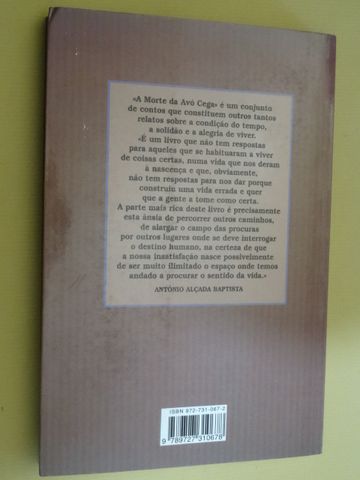 «A Morte da Avó Cega» é um conjunto
de contos que constituem outros tantos
relatos sobre a condição do tempo,
a solidão e a alegria de viver.
«É um livro que não tem respostas
para aqueles que se habituaram a viver
de coisas certas, numa vida que nos deram
à nascença e que, obviamente,
não tem respostas para nos dar porque
construiu uma vida errada e quer
que a gente a tome como certa.
A parte mais rica deste livro é precisamente
esta ânsia de percorrer outros caminhos,
de alargar o campo das procuras
por outros lugares onde se deve interrogar
o destino humano, na certeza de que
a nossa insatisfação nasce possivelmente
de ser muito ilimitado o espaço onde temos
andado a procurar o sentido da vida.»
ANTÓNIO ALÇADA BAPTISTA
ISBN 972-731-067-2
9 789727 310678